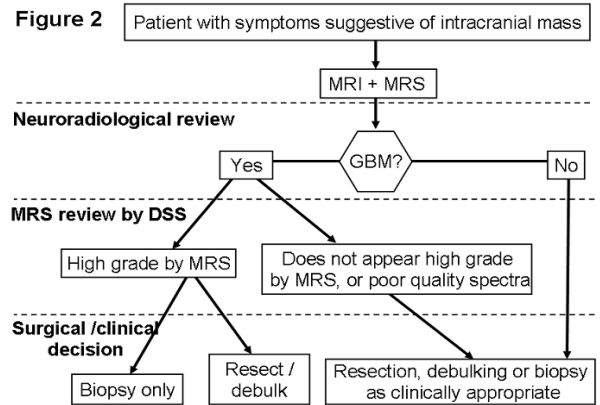 Figure 2
Patient with symptoms suggestive of intracranial mass
MRI + MRS
Neuroradiological review
GBM?
Yes
No
MRS review by DSS
High grade by MRS
Does not appear high grade
by MRS, or poor quality spectra
Surgical /clinical
decision
Biopsy only
Resect /
debulk
Resection, debulking or biopsy
as clinically appropriate